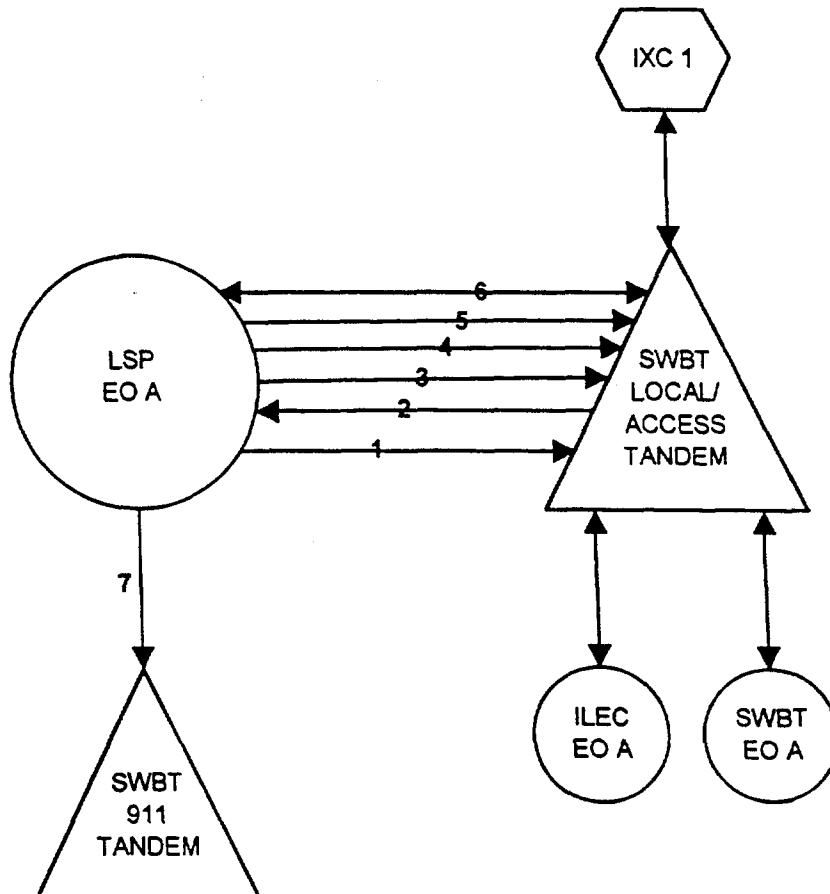 IXC 1
6
5
4
3
2
1
LSP
EO A
SWBT
LOCAL/
ACCESS
TANDEM
7
ILEC
EO A
SWBT
EO A
SWBT
911
TANDEM